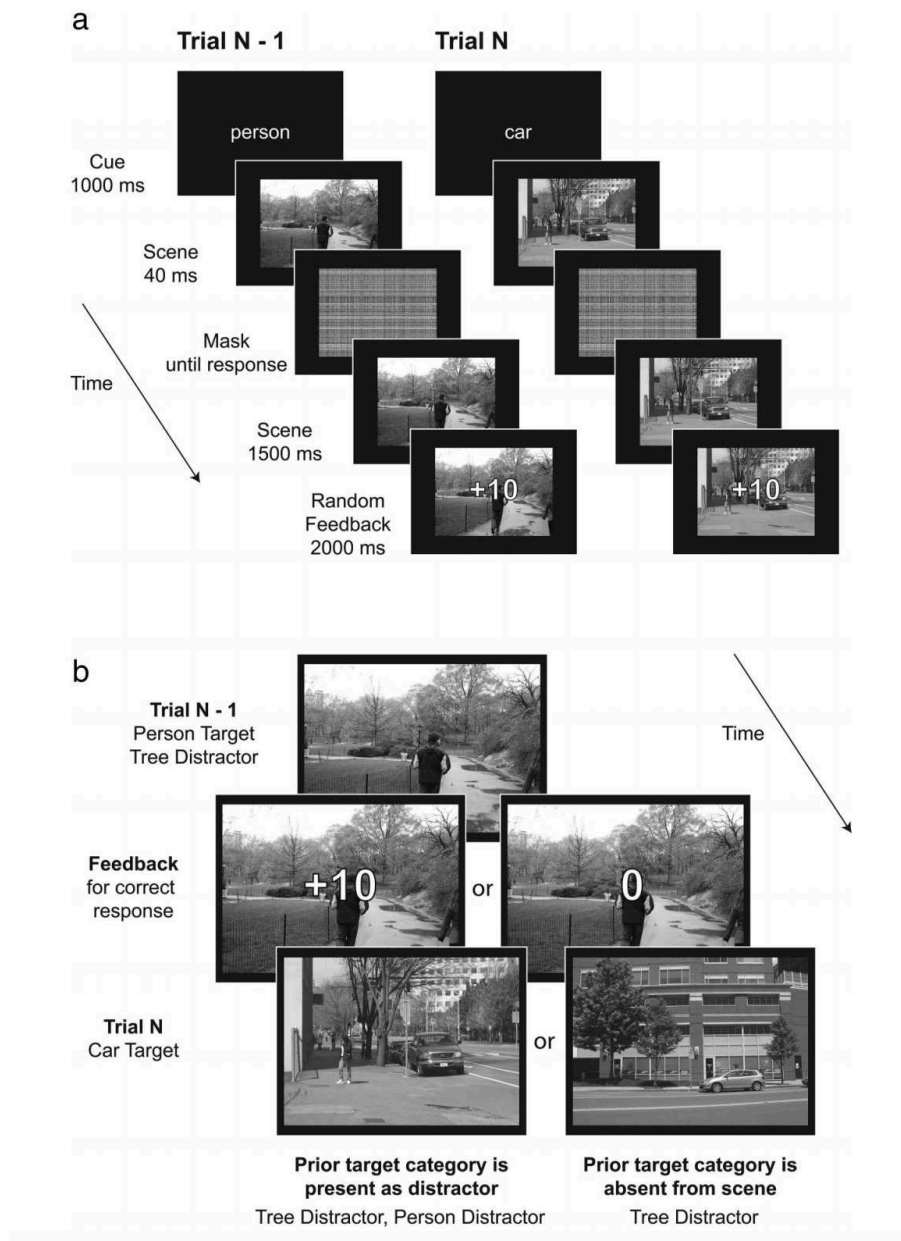 a
Trial N - 1
Trial N
person
car
Cue
1000 ms
Scene
40 ms
Mask
until response
Time
Scene
1500 ms
Random
Feedback
2000 ms
+10
+10
b
Trial N - 1
Person Target
Tree Distractor
Time
Feedback
for correct
response
+10
or
0
Trial N
Car Target
or
Prior target category is
present as distractor
Tree Distractor, Person Distractor
Prior target category is
absent from scene
Tree Distractor